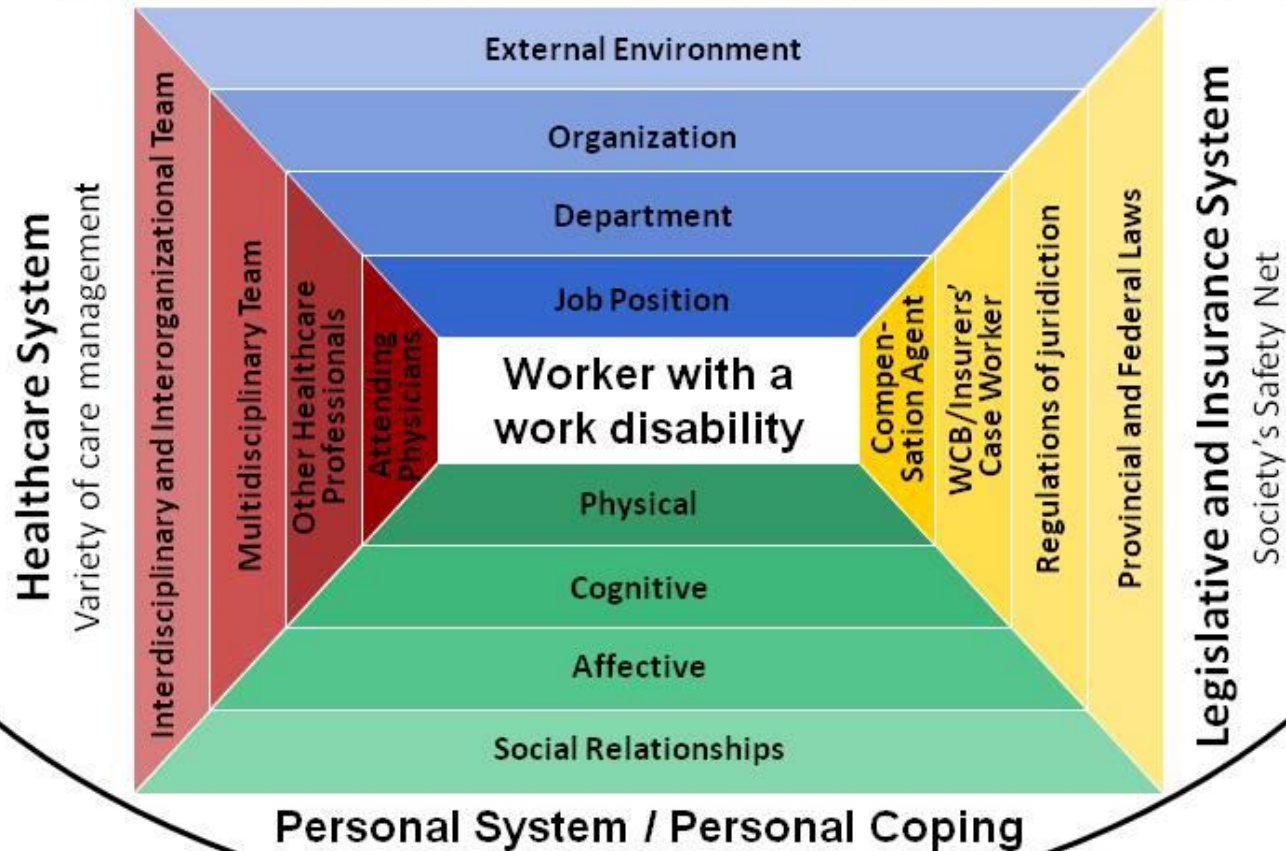 External Environment
Organization
Department
Job Position
Healthcare System
Variety of care management
Interdisciplinary and Interorganizational Team
Multidisciplinary Team
Other Healthcare
Professionals
Attending
Physicians
Worker with a
work disability
Compen-
Sation Agent
WCB/Insurers'
Case Worker
Regulations of juridiction
Provincial and Federal Laws
Legislative and Insurance System
Society's Safety Net
Physical
Cognitive
Affective
Social Relationships
Personal System / Personal Coping